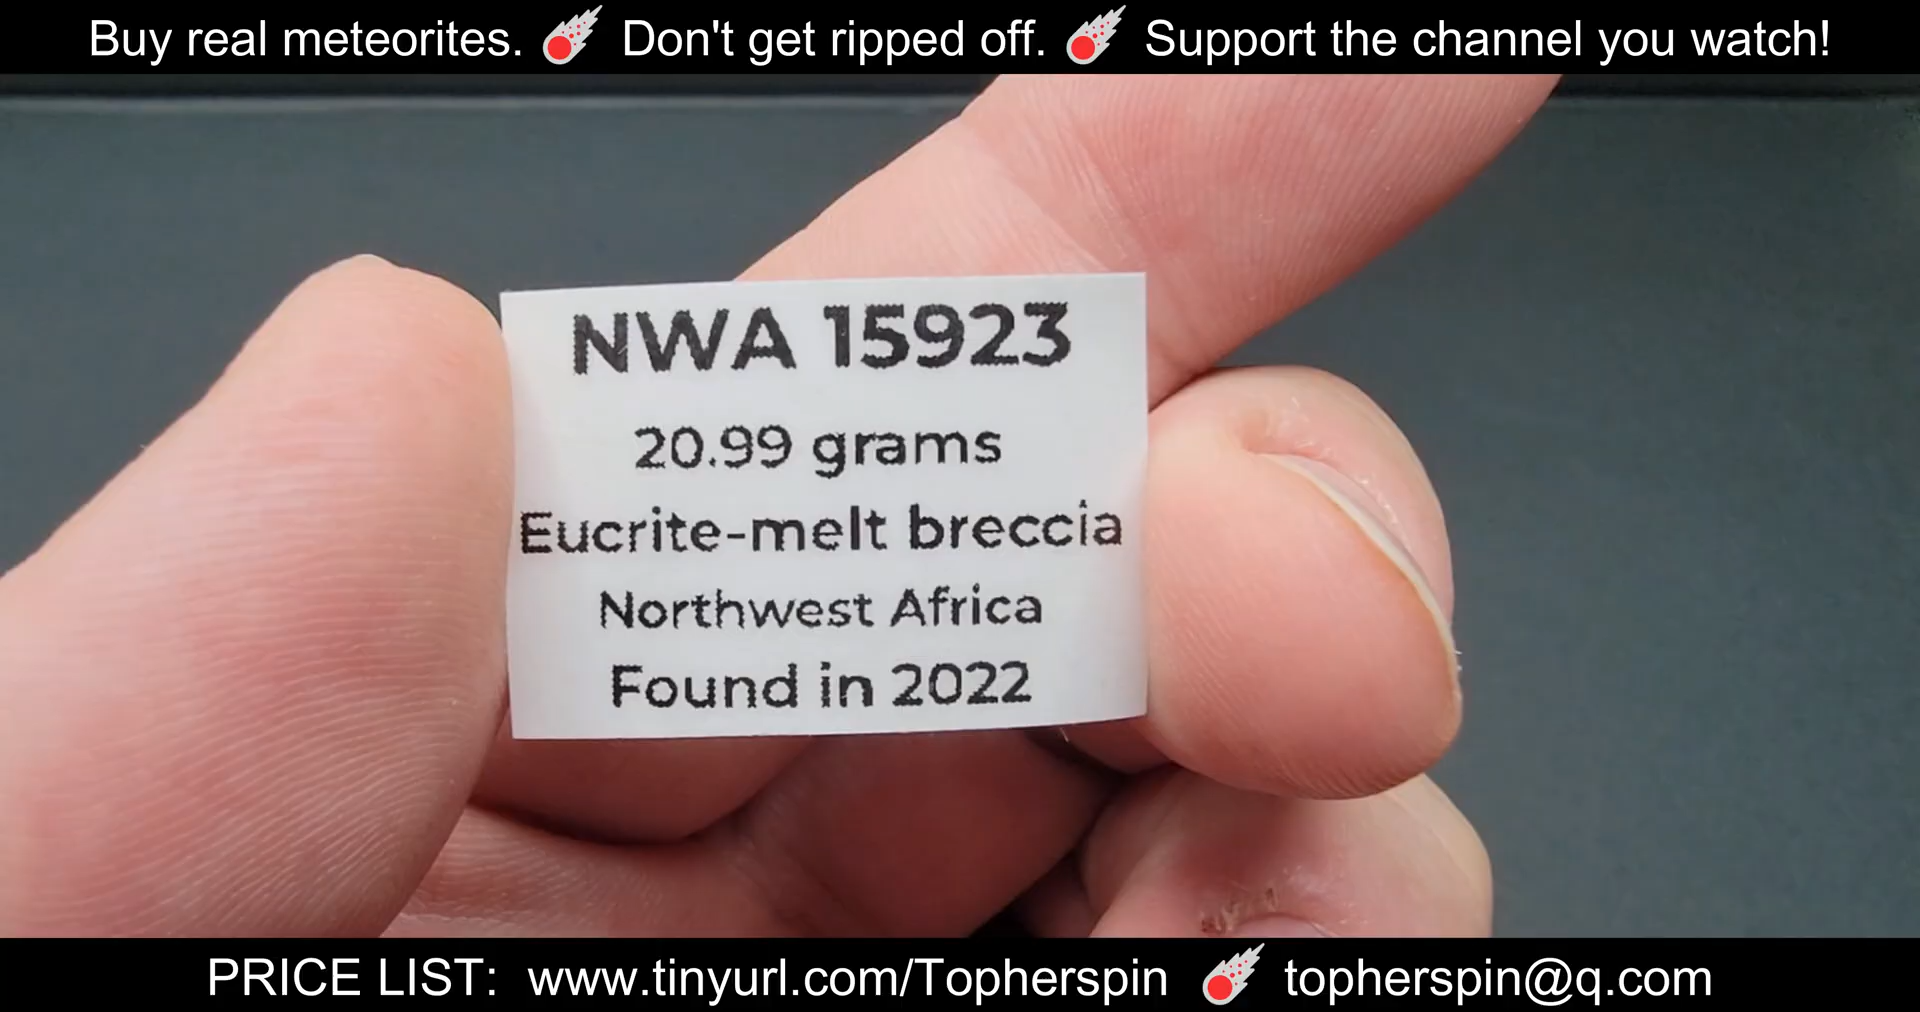 Buy real meteorites. Don't get ripped off. Support the channel you watch!
NWA 15923
20.99 grams
Eucrite-melt breccia
Northwest Africa
Found in 2022
PRICE LIST: www.tinyurl.com/Topherspin topherspin@q.com